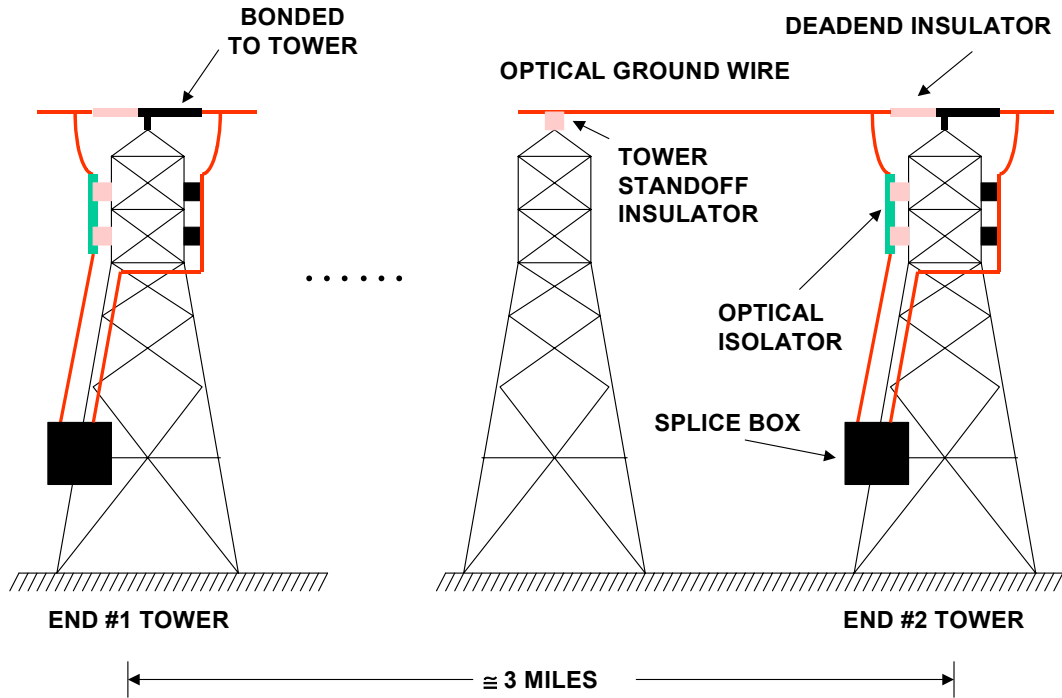 BONDED
TO TOWER
DEADEND INSULATOR
OPTICAL GROUND WIRE
TOWER
STANDOFF
INSULATOR
OPTICAL
ISOLATOR
SPLICE BOX
END #1 TOWER
END #2 TOWER
≅ 3 MILES